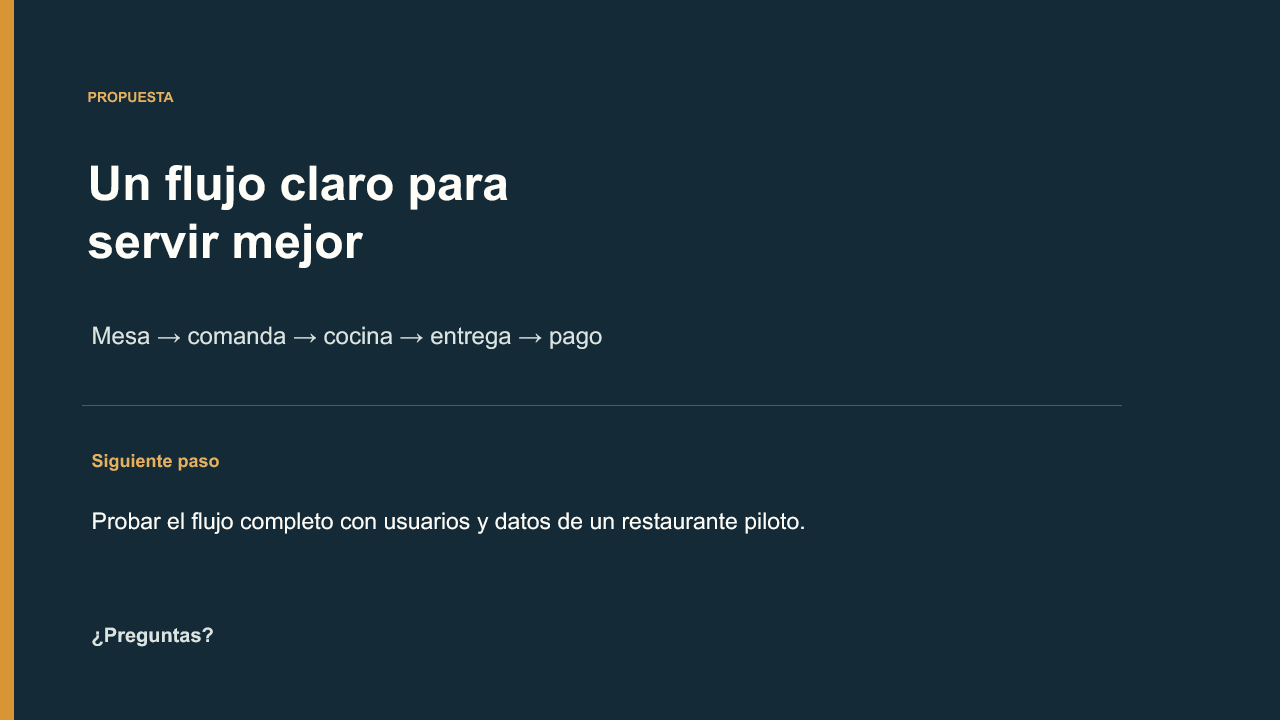 PROPUESTA
Un flujo claro para
servir mejor
Mesa → comanda → cocina → entrega → pago
Siguiente paso
Probar el flujo completo con usuarios y datos de un restaurante piloto.
¿Preguntas?